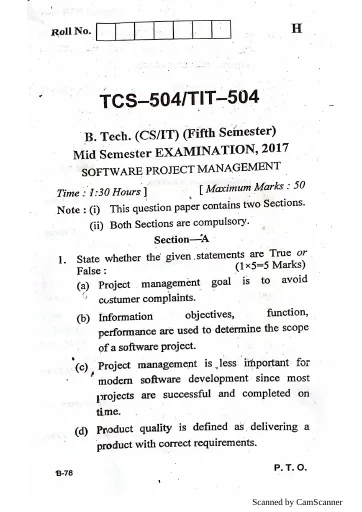 Roll No.
H
TCS–504/TIT–504
B. Tech. (CS/IT) (Fifth Semester)
Mid Semester EXAMINATION, 2017
SOFTWARE PROJECT MANAGEMENT
Time : 1:30 Hours ] [ Maximum Marks : 50
Note : (i) This question paper contains two Sections.
(ii) Both Sections are compulsory.
Section—A
1. State whether the given statements are True or
False : (1×5=5 Marks)
(a) Project management goal is to avoid
costumer complaints.
(b) Information objectives, function,
performance are used to determine the scope
of a software project.
(c) Project management is less important for
modern software development since most
projects are successful and completed on
time.
(d) Product quality is defined as delivering a
product with correct requirements.
B-76 P. T. O.
Scanned by CamScanner